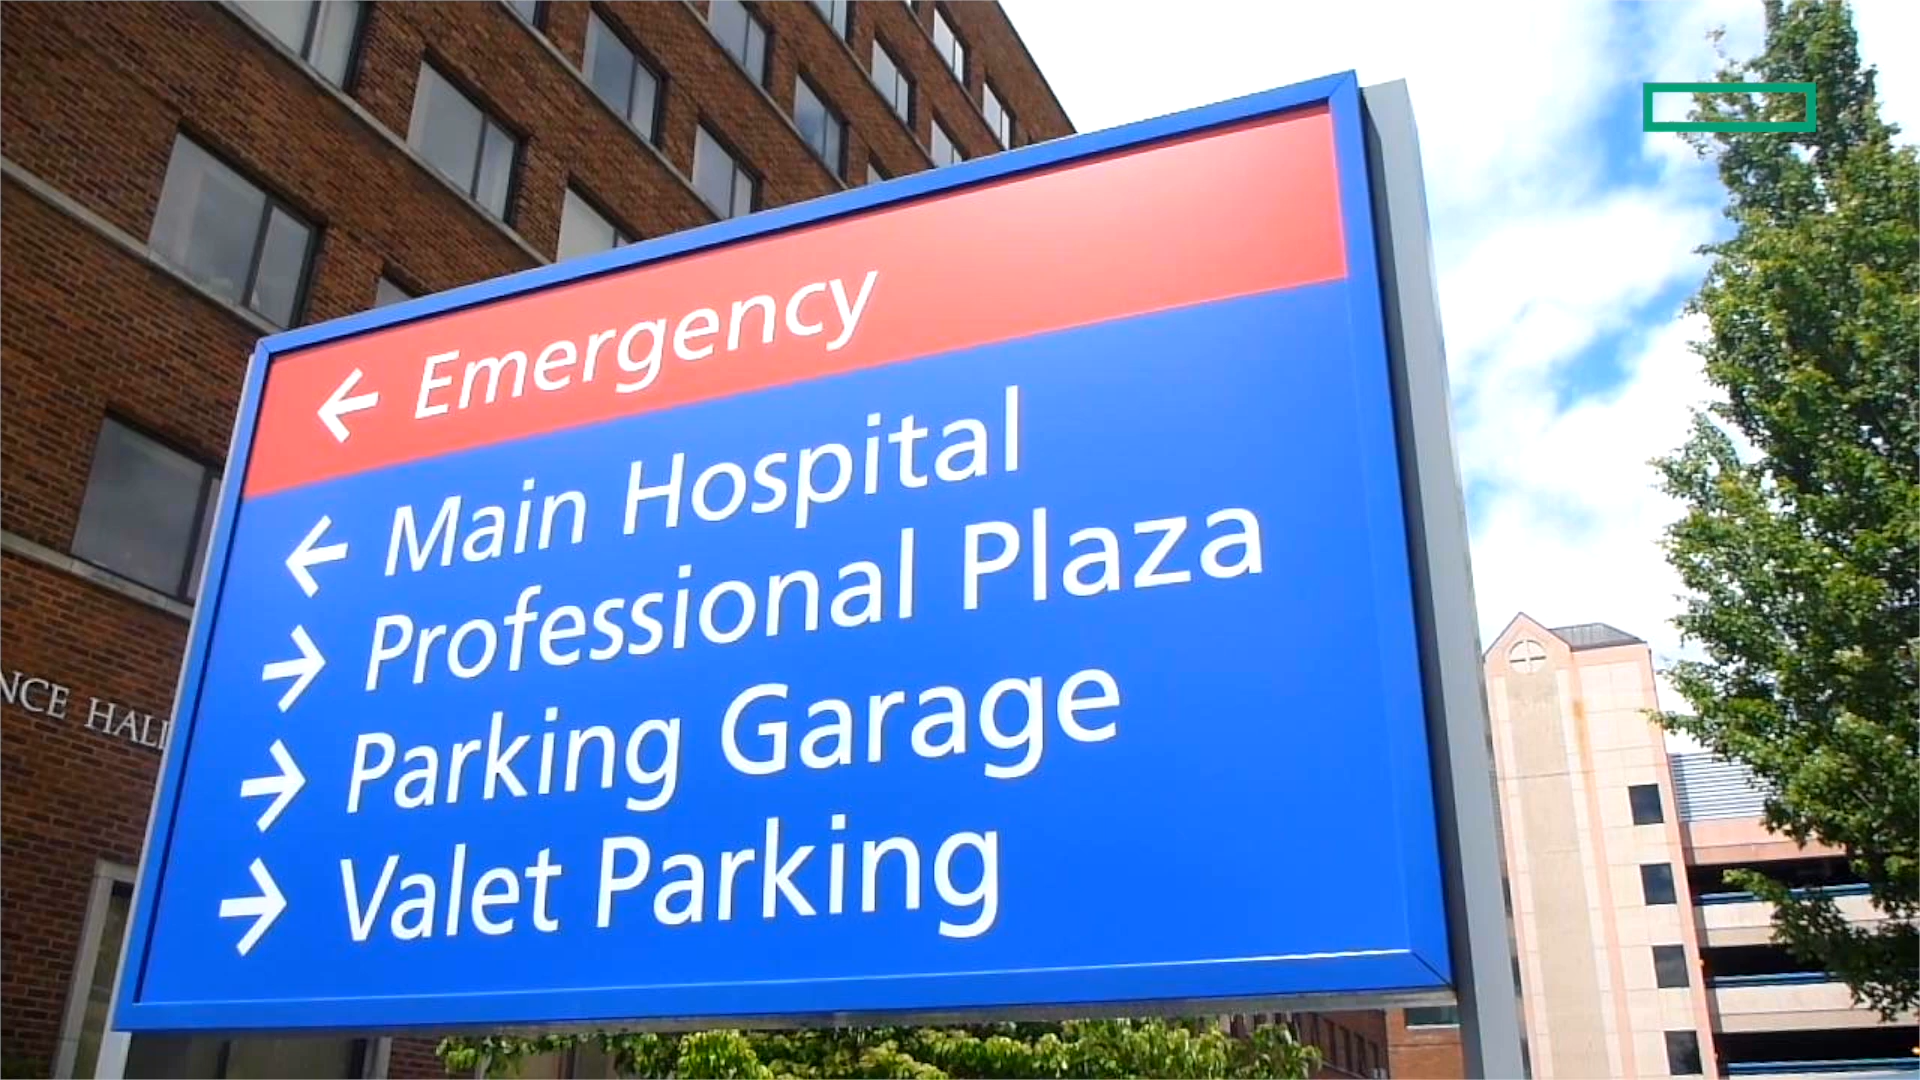 ← Emergency
← Main Hospital
→ Professional Plaza
→ Parking Garage
→ Valet Parking
NCE HALL